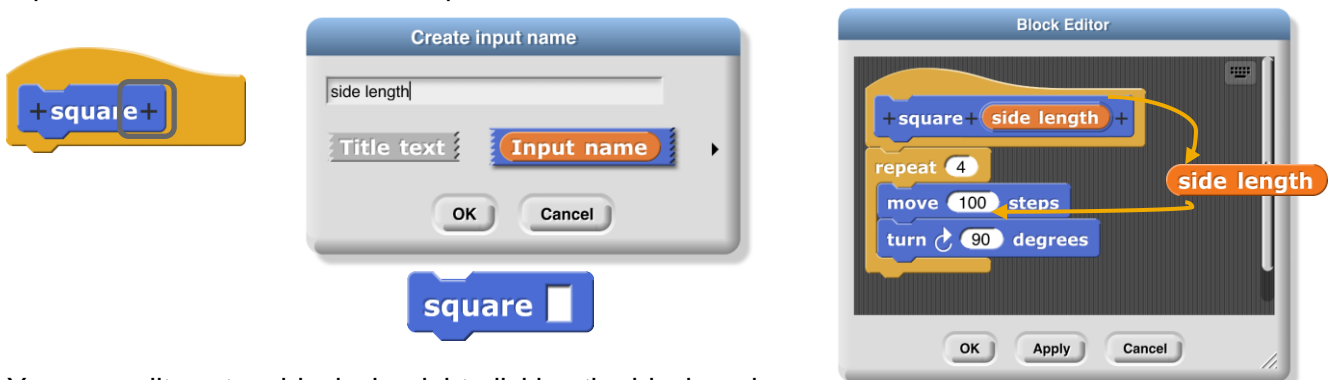 +square+
Create input name
side length
Title text
Input name
OK
Cancel
square
Block Editor
+square+ side length +
repeat 4
move 100 steps
turn 90 degrees
side length
OK
Apply
Cancel